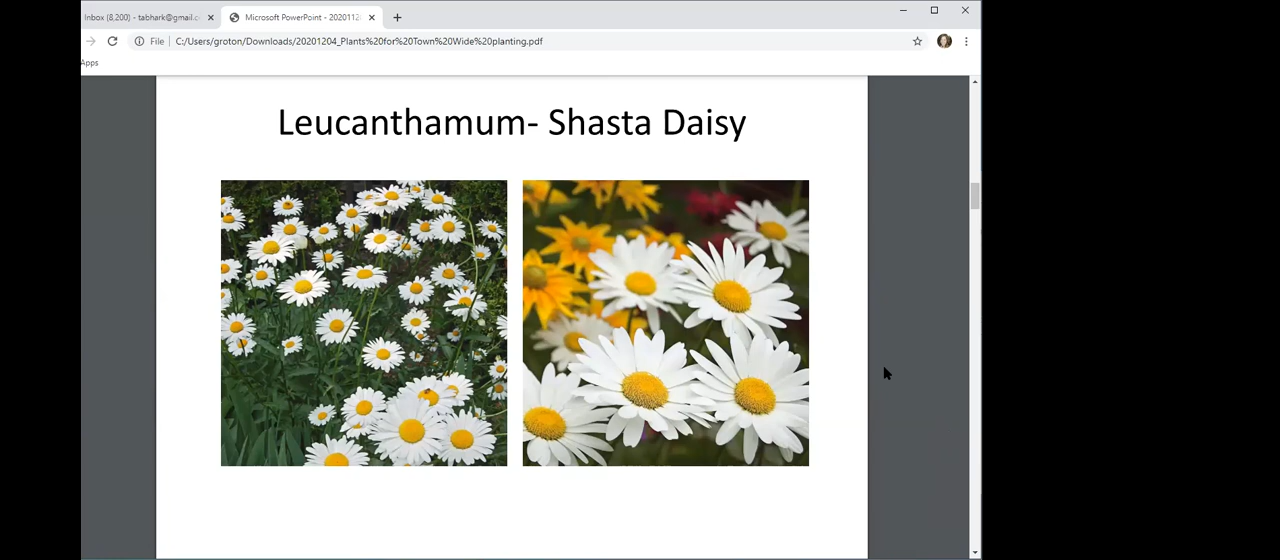 Inbox (8,200) - tabhark@gmail.c
Microsoft PowerPoint - 2020112
File
C:/Users/groton/Downloads/20201204_Plants%20for%20Town%20Wide%20planting.pdf
Apps
Leucanthamum- Shasta Daisy